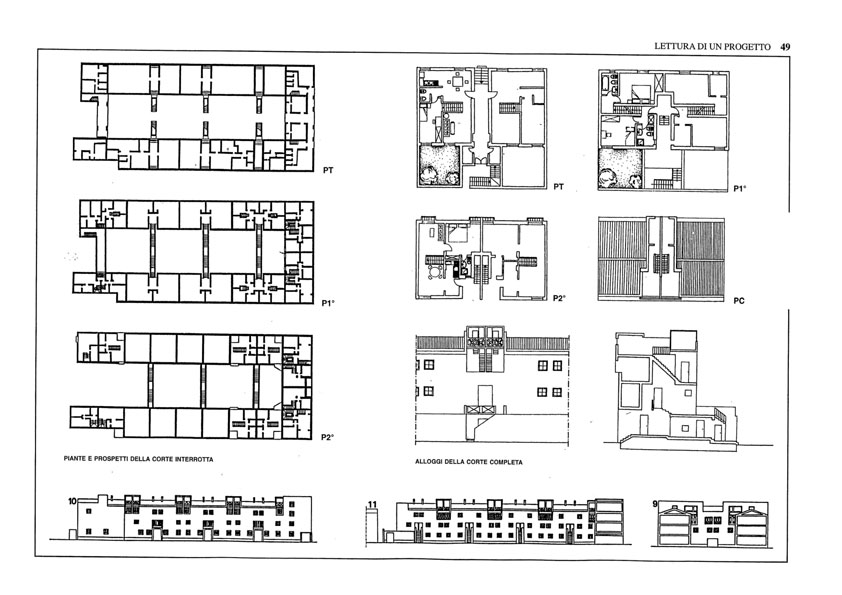 LETTURA DI UN PROGETTO 49
PT
PT
P1°
P1°
P2°
PC
P2°
PIANTE E PROSPETTI DELLA CORTE INTERROTTA
ALLOGGI DELLA CORTE COMPLETA
10
11
9